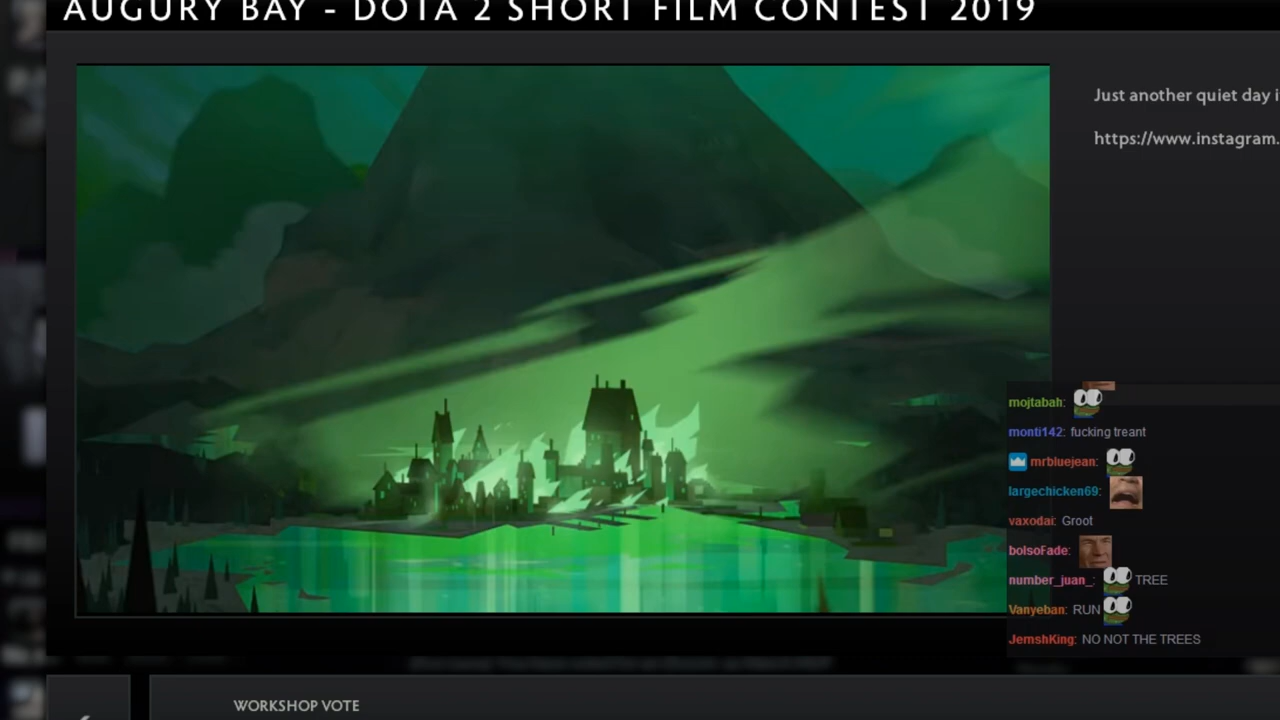 AUGURY BAY - DOTA 2 SHORT FILM CONTEST 2019
Just another quiet day i
https://www.instagram.
mojtabah:
monti142: fucking treant
mrbluejean:
largechicken69:
vaxodai: Groot
bolsoFade:
number_juan_: TREE
Vanyeban: RUN
JemshKing: NO NOT THE TREES
WORKSHOP VOTE